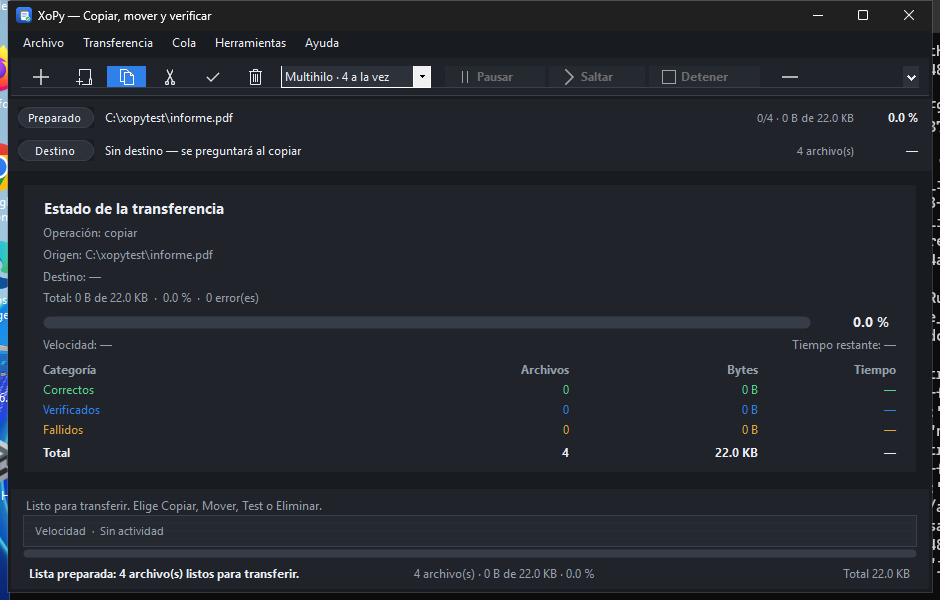 XoPy — Copiar, mover y verificar
Archivo Transferencia Cola Herramientas Ayuda
Multihilo · 4 a la vez Pausar Saltar Detener
Preparado C:\xopytest\informe.pdf 0/4 · 0 B de 22.0 KB 0.0 %
Destino Sin destino — se preguntará al copiar 4 archivo(s) —
Estado de la transferencia
Operación: copiar
Origen: C:\xopytest\informe.pdf
Destino: —
Total: 0 B de 22.0 KB · 0.0 % · 0 error(es)
0.0 %
Velocidad: — Tiempo restante: —
Categoría Archivos Bytes Tiempo
Correctos 0 0 B —
Verificados 0 0 B —
Fallidos 0 0 B —
Total 4 22.0 KB —
Listo para transferir. Elige Copiar, Mover, Test o Eliminar.
Velocidad · Sin actividad
Lista preparada: 4 archivo(s) listos para transferir. 4 archivo(s) · 0 B de 22.0 KB · 0.0 % Total 22.0 KB